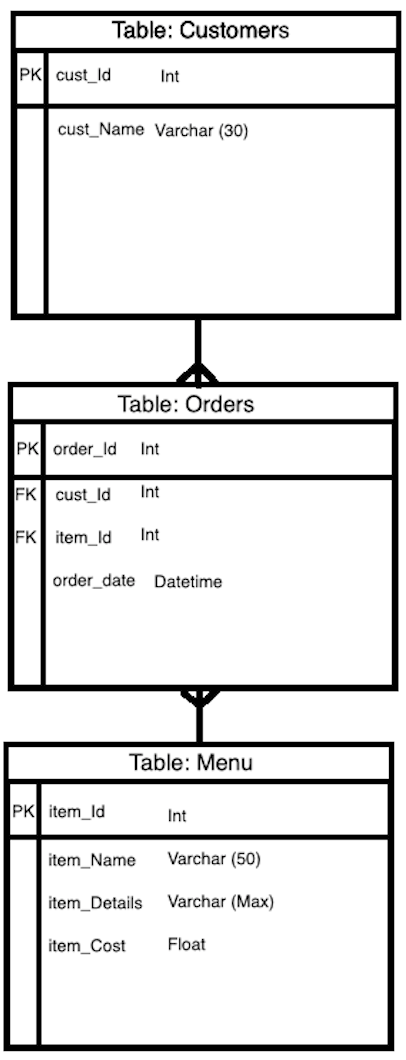 Table: Customers
PK cust_Id Int
cust_Name Varchar (30)
Table: Orders
PK order_Id Int
FK cust_Id Int
FK item_Id Int
order_date Datetime
Table: Menu
PK item_Id Int
item_Name Varchar (50)
item_Details Varchar (Max)
item_Cost Float